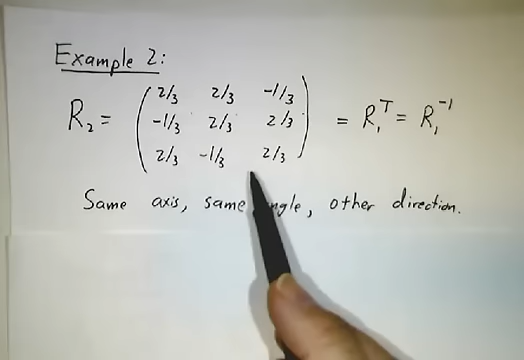 Example 2:
R₂ = ( 2/3 2/3 -1/3
-1/3 2/3 2/3
2/3 -1/3 2/3 ) = R₁ᵀ = R₁⁻¹
Same axis, same angle, other direction.